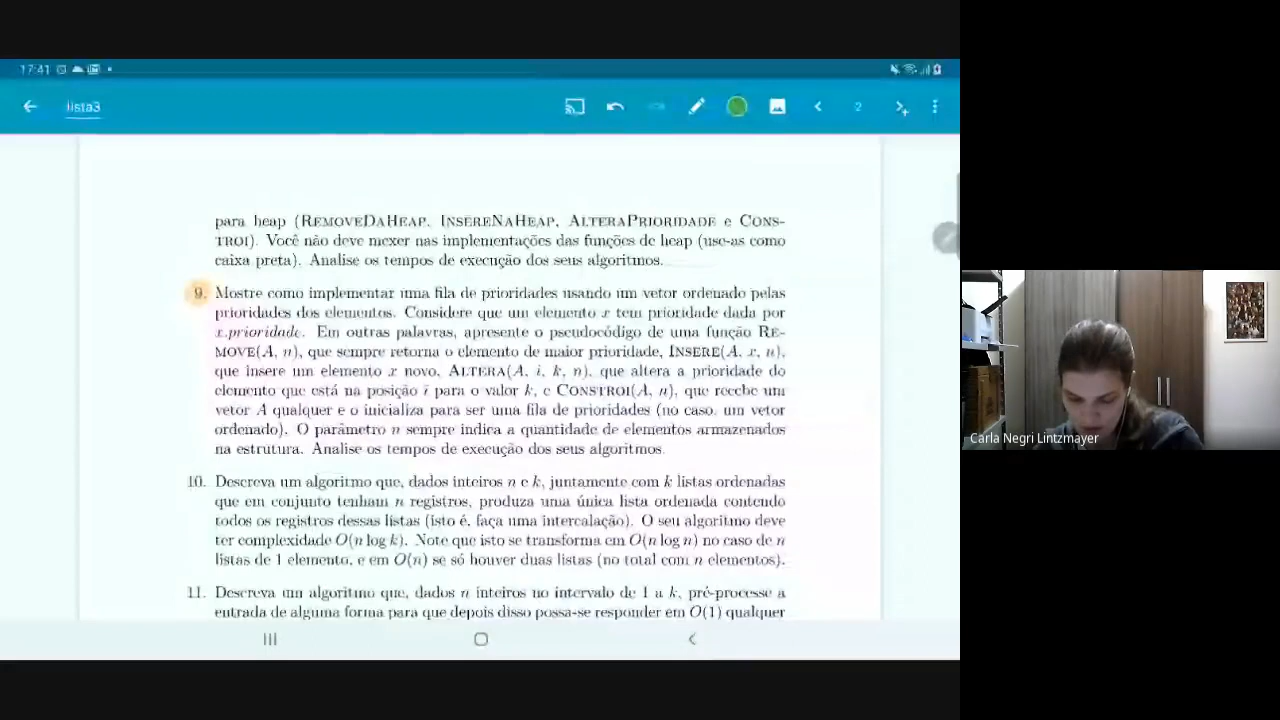 17:41
lista3
2
para heap (REMOVEDAHEAP, INSERENAHEAP, ALTERAPRIORIDADE e CONS-
TROI). Você não deve mexer nas implementações das funções de heap (use-as como
caixa preta). Analise os tempos de execução dos seus algoritmos.
9. Mostre como implementar uma fila de prioridades usando um vetor ordenado pelas
prioridades dos elementos. Considere que um elemento x tem prioridade dada por
x.prioridade. Em outras palavras, apresente o pseudocódigo de uma função RE-
MOVE(A, n), que sempre retorna o elemento de maior prioridade, INSERE(A, x, n),
que insere um elemento x novo, ALTERA(A, i, k, n), que altera a prioridade do
elemento que está na posição i para o valor k, e CONSTROI(A, n), que recebe um
vetor A qualquer e o inicializa para ser uma fila de prioridades (no caso, um vetor
ordenado). O parâmetro n sempre indica a quantidade de elementos armazenados
na estrutura. Analise os tempos de execução dos seus algoritmos.
10. Descreva um algoritmo que, dados inteiros n e k, juntamente com k listas ordenadas
que em conjunto tenham n registros, produza uma única lista ordenada contendo
todos os registros dessas listas (isto é, faça uma intercalação). O seu algoritmo deve
ter complexidade O(n log k). Note que isto se transforma em O(n log n) no caso de n
listas de 1 elemento, e em O(n) se só houver duas listas (no total com n elementos).
11. Descreva um algoritmo que, dados n inteiros no intervalo de 1 a k, pré-processe a
entrada de alguma forma para que depois disso possa-se responder em O(1) qualquer
Carla Negri Lintzmayer